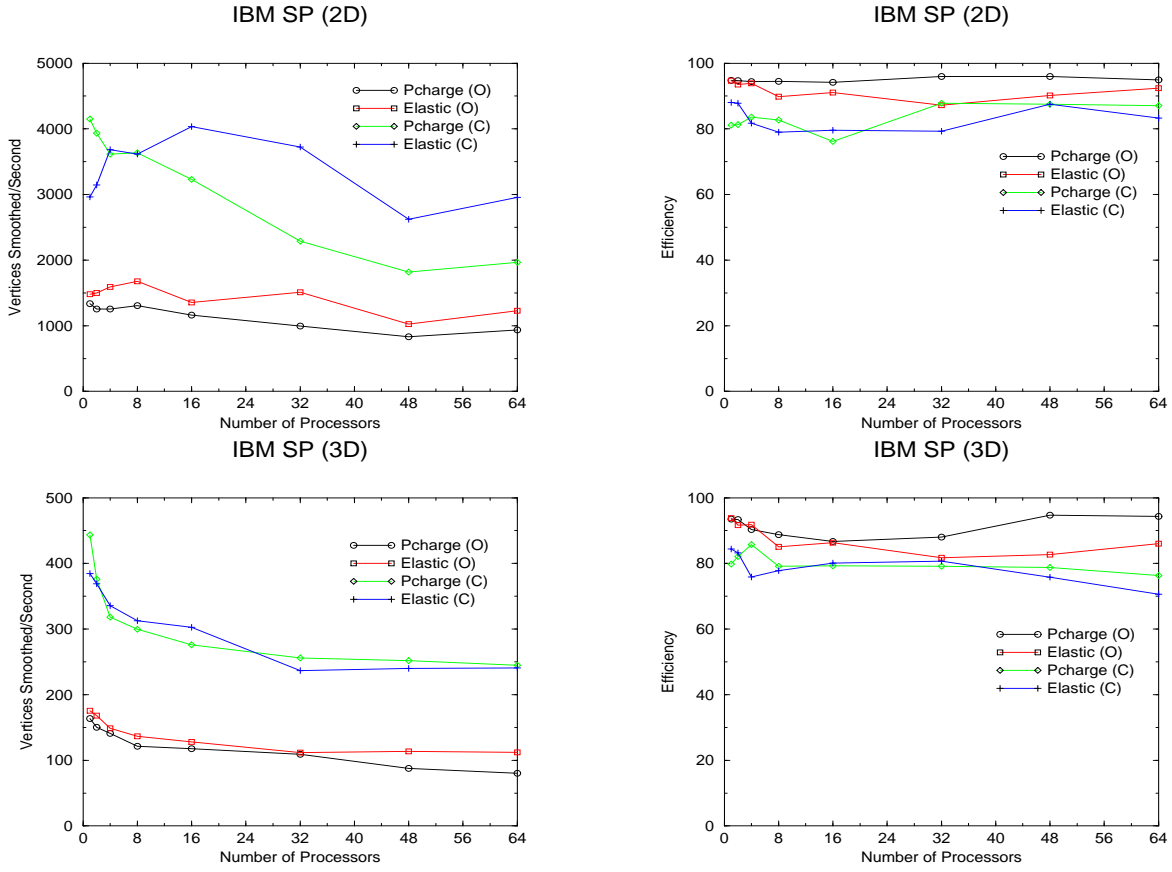 IBM SP (2D)
5000
4000
3000
2000
1000
0
Vertices Smoothed/Second
Pcharge (O)
Elastic (O)
Pcharge (C)
Elastic (C)
0 8 16 24 32 40 48 56 64
Number of Processors
IBM SP (2D)
100
80
60
40
20
0
Efficiency
Pcharge (O)
Elastic (O)
Pcharge (C)
Elastic (C)
0 8 16 24 32 40 48 56 64
Number of Processors
IBM SP (3D)
500
400
300
200
100
0
Vertices Smoothed/Second
Pcharge (O)
Elastic (O)
Pcharge (C)
Elastic (C)
0 8 16 24 32 40 48 56 64
Number of Processors
IBM SP (3D)
100
80
60
40
20
0
Efficiency
Pcharge (O)
Elastic (O)
Pcharge (C)
Elastic (C)
0 8 16 24 32 40 48 56 64
Number of Processors